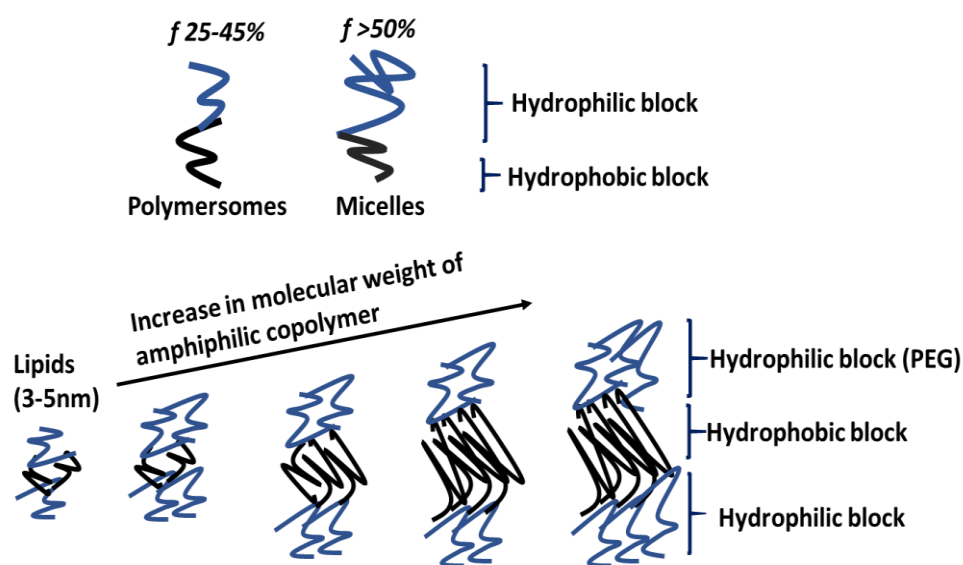 f 25-45%
f >50%
Hydrophilic block
Hydrophobic block
Polymersomes
Micelles
Increase in molecular weight of
amphiphilic copolymer
Lipids
(3-5nm)
Hydrophilic block (PEG)
Hydrophobic block
Hydrophilic block